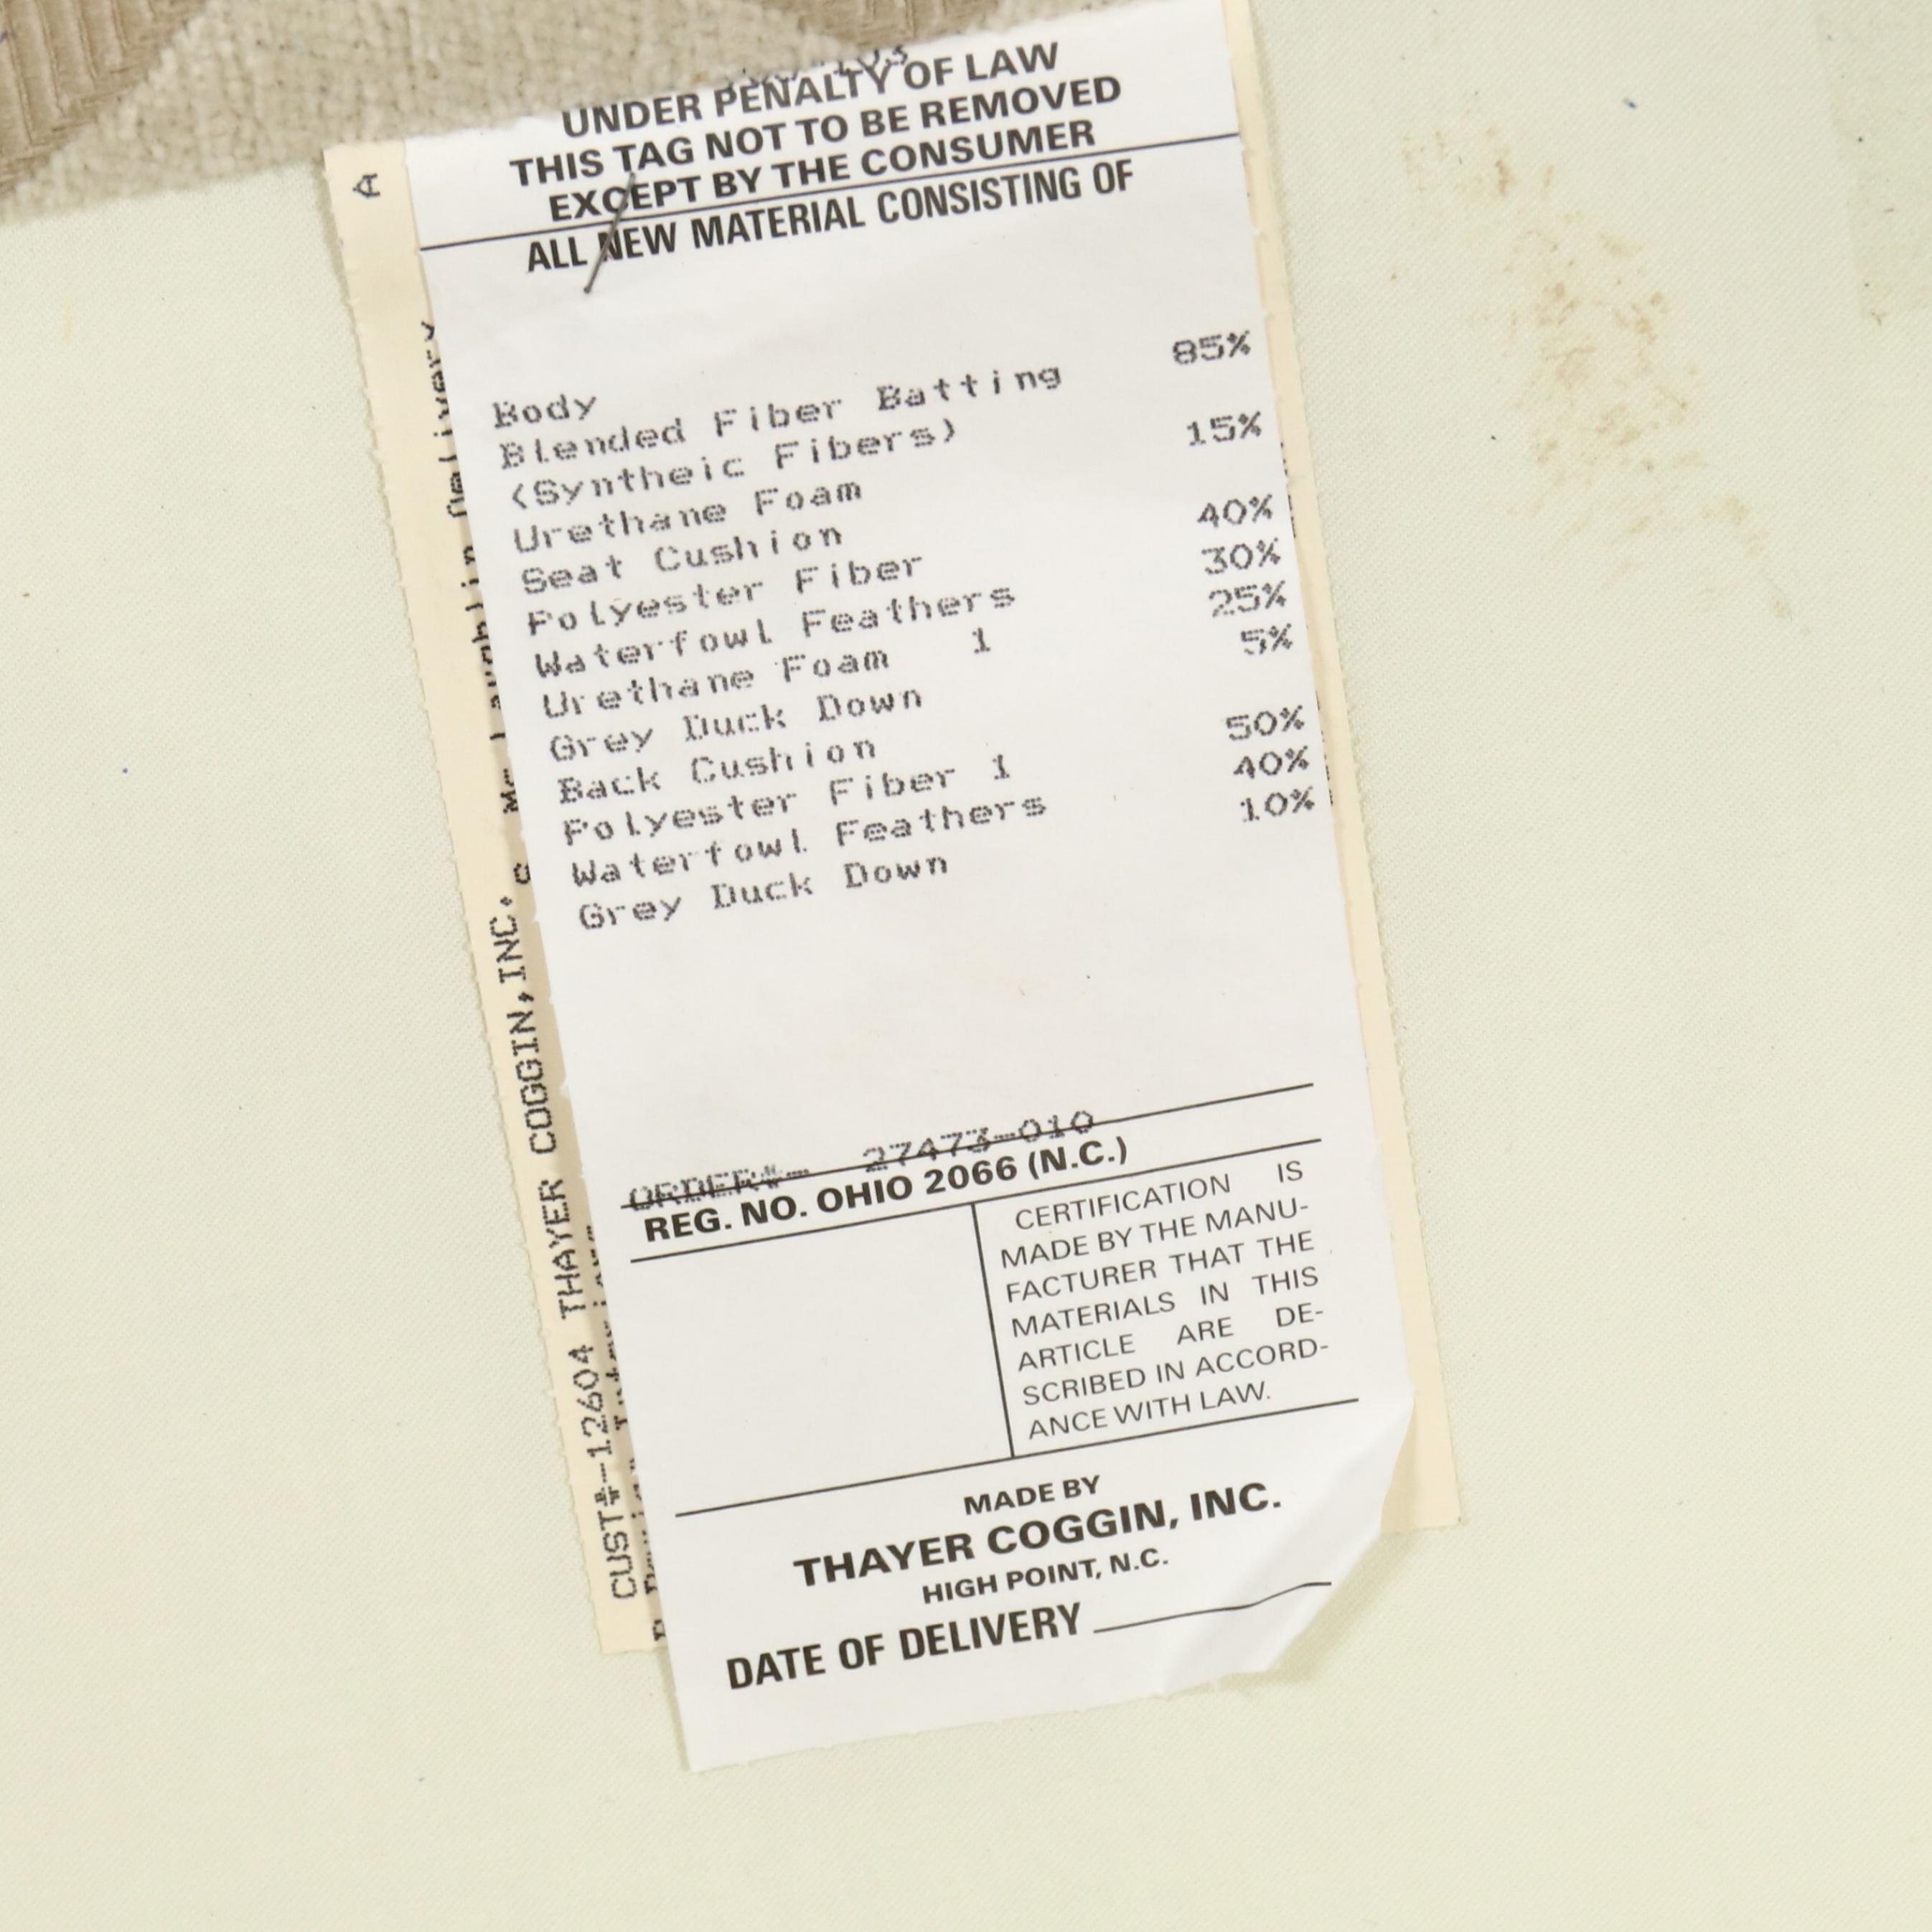 UNDER PENALTY OF LAW
THIS TAG NOT TO BE REMOVED
EXCEPT BY THE CONSUMER
ALL NEW MATERIAL CONSISTING OF
Body
Blended Fiber Batting 85%
(Syntheic Fibers)
Urethane Foam 15%
Seat Cushion
Polyester Fiber 40%
Waterfowl Feathers 30%
Urethane Foam 1 25%
Grey Duck Down 5%
Back Cushion
Polyester Fiber 1 50%
Waterfowl Feathers 40%
Grey Duck Down 10%
ORDER#- 27473-010
REG. NO. OHIO 2066 (N.C.)
CERTIFICATION IS
MADE BY THE MANU-
FACTURER THAT THE
MATERIALS IN THIS
ARTICLE ARE DE-
SCRIBED IN ACCORD-
ANCE WITH LAW.
MADE BY
THAYER COGGIN, INC.
HIGH POINT, N.C.
DATE OF DELIVERY
A
CUST#-12604 THAYER COGGIN,INC.
Delivery